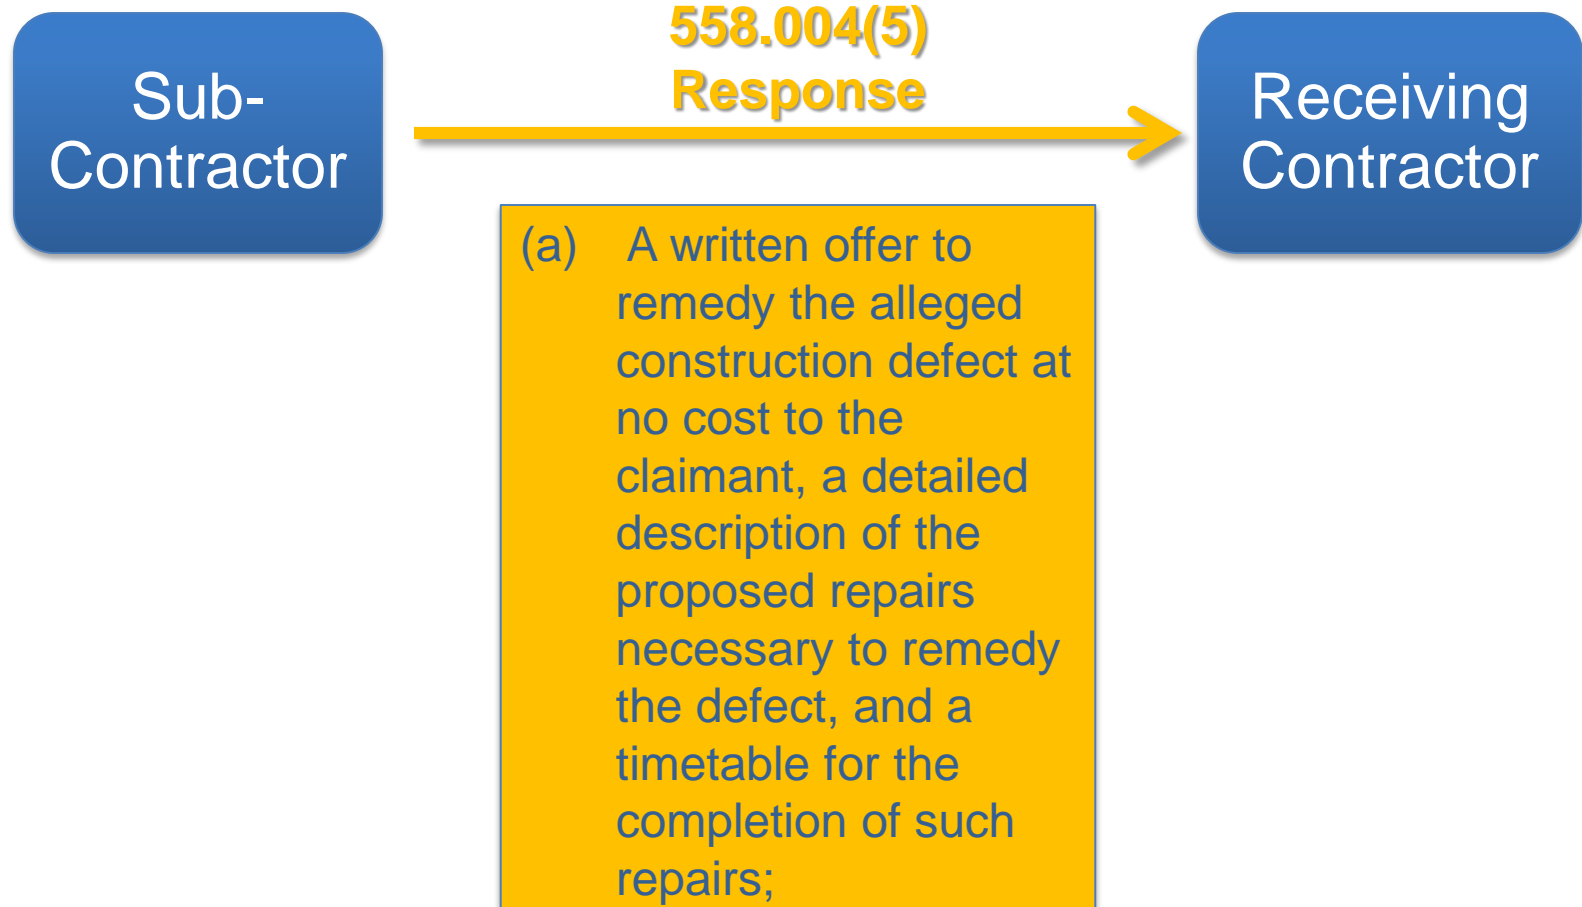 Sub-
Contractor
558.004(5)
Response
Receiving
Contractor
(a) A written offer to
remedy the alleged
construction defect at
no cost to the
claimant, a detailed
description of the
proposed repairs
necessary to remedy
the defect, and a
timetable for the
completion of such
repairs;